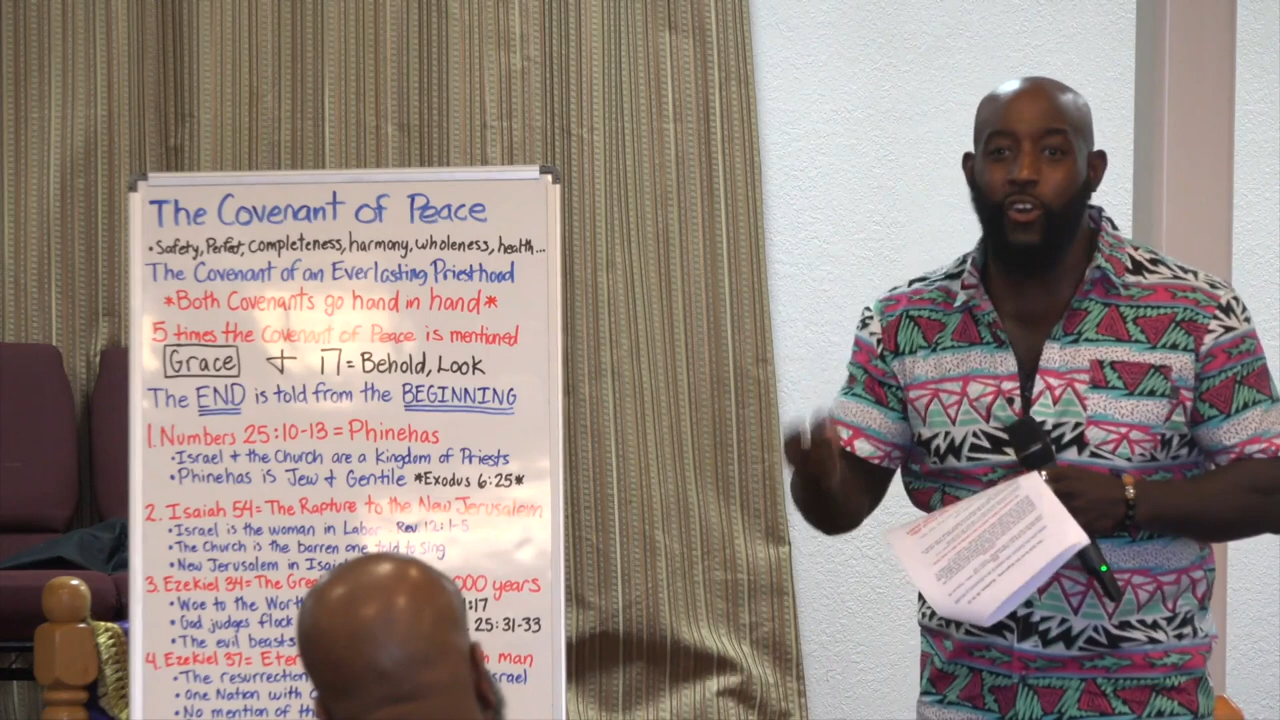 The Covenant of Peace
•Safety, Perfect, completeness, harmony, wholeness, health...
The Covenant of an Everlasting Priesthood
*Both Covenants go hand in hand*
5 times the Covenant of Peace is mentioned
Grace + ח = Behold, Look
The END is told from the BEGINNING
1. Numbers 25:10-13 = Phinehas
•Israel + the Church are a Kingdom of Priests
•Phinehas is Jew + Gentile *Exodus 6:25*
2. Isaiah 54= The Rapture to the New Jerusalem
•Israel is the woman in Labor Rev 12:1-5
•The Church is the barren one told to sing
•New Jerusalem in
3. Ezekiel 34= The 000 years
•Woe to the :17
•God judges flock 25:31-33
•The evil beasts
4. Ezekiel 37= man
•The
•One Nation with
•No mention of